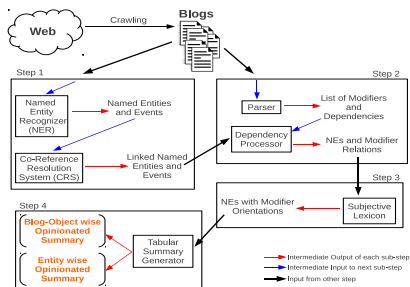 Web
Crawling
Blogs
Step 1
Named
Entity
Recognizer
(NER)
Named Entities
and Events
Co-Reference
Resolution
System (CRS)
Linked Named
Entities and
Events
Step 2
Parser
List of Modifiers
and
Dependencies
Dependency
Processor
NEs and Modifier
Relations
Step 3
Subjective
Lexicon
NEs with Modifier
Orientations
Step 4
Blog-Object wise
Opinionated
Summary
Entity wise
Opinionated
Summary
Tabular
Summary
Generator
Intermediate Output of each sub-step
Intermediate Input to next sub-step
Input from other step